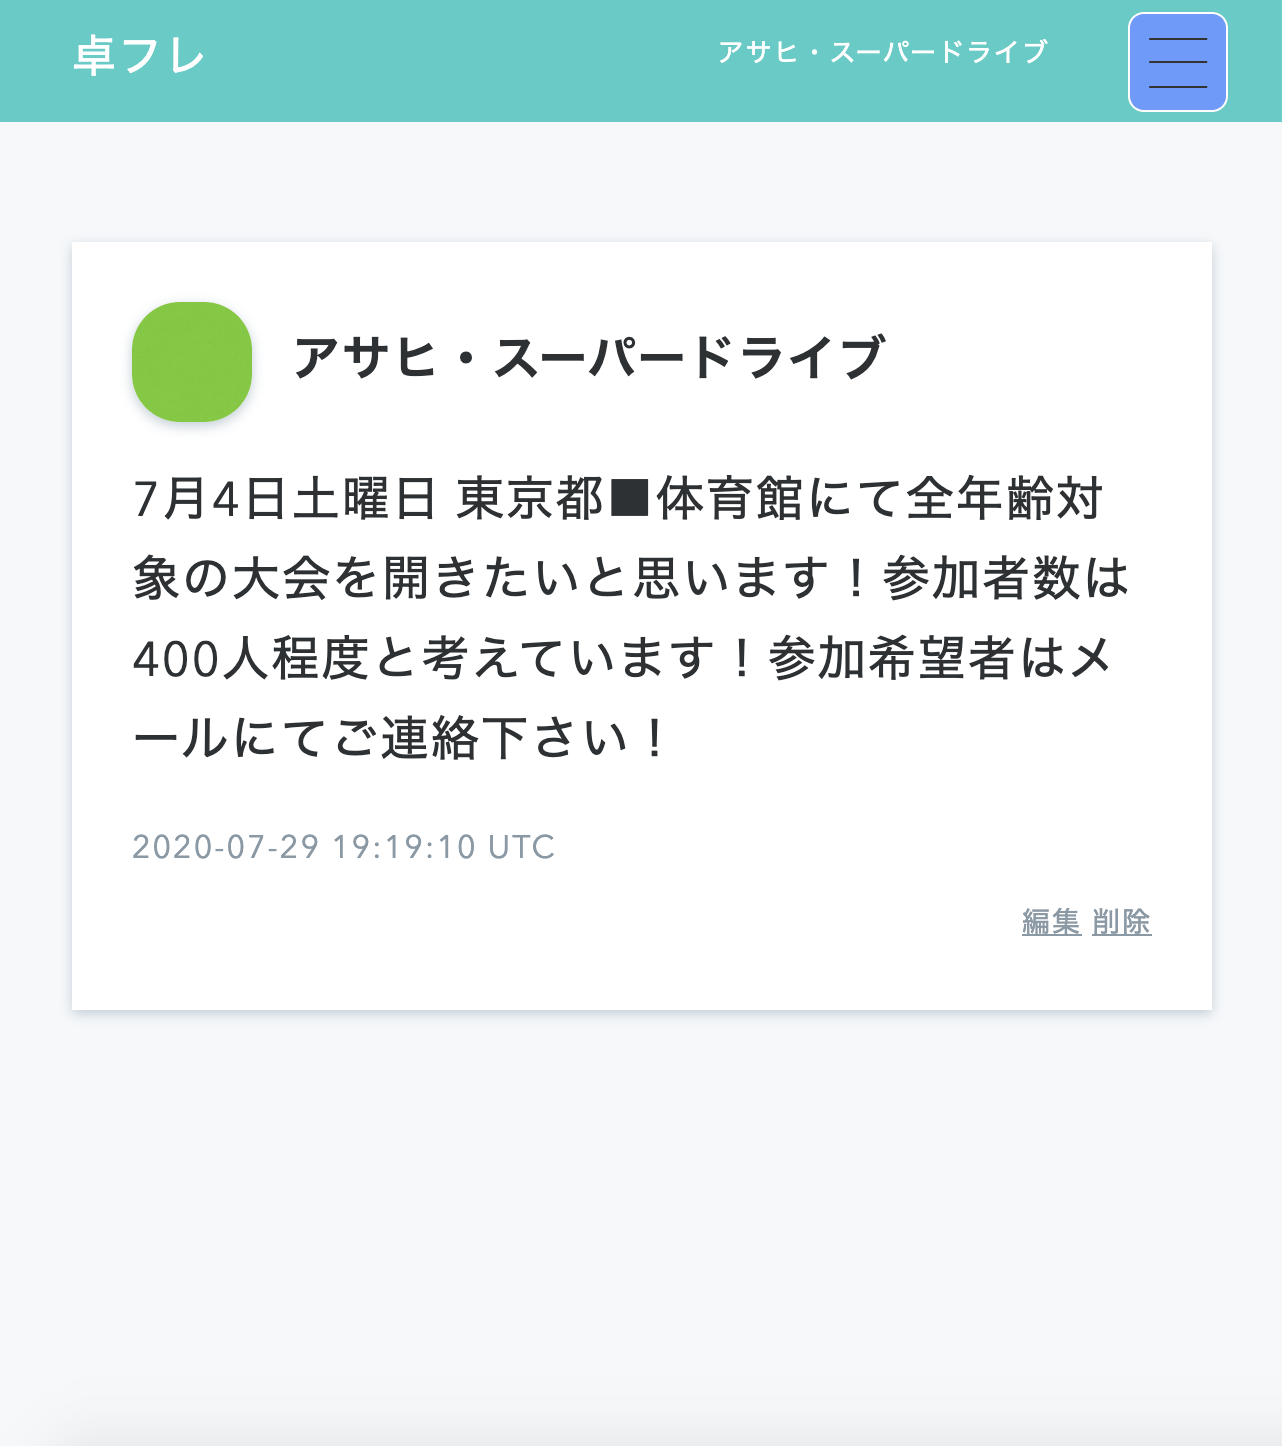 卓フレ
アサヒ・スーパードライブ
アサヒ・スーパードライブ
7月4日土曜日 東京都■体育館にて全年齢対
象の大会を開きたいと思います！参加者数は
400人程度と考えています！参加希望者はメ
ールにてご連絡下さい！
2020-07-29 19:19:10 UTC
編集 削除